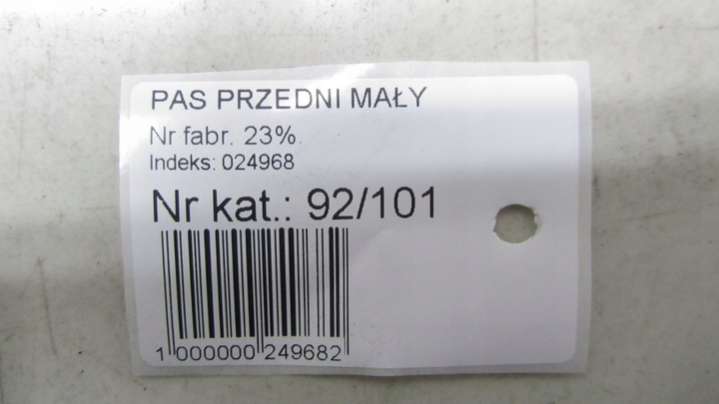 PAS PRZEDNI MAŁY
Nr fabr. 23%
Indeks: 024968
Nr kat.: 92/101
1 000000 249682